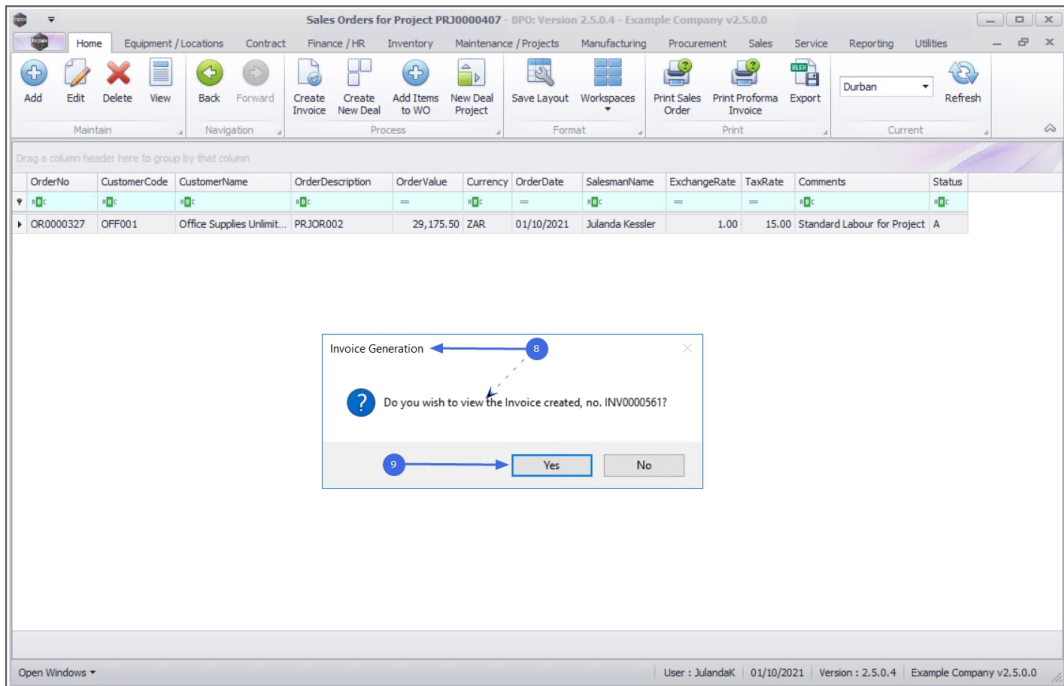 Sales Orders for Project PRJ0000407 - BPO: Version 2.5.0.4 - Example Company v2.5.0.0
Home Equipment / Locations Contract Finance / HR Inventory Maintenance / Projects Manufacturing Procurement Sales Service Reporting Utilities
Add Edit Delete View Back Forward Create Invoice Create New Deal Add Items to WO New Deal Project Save Layout Workspaces Print Sales Order Print Proforma Invoice Export Durban Refresh
Maintain Navigation Process Format Print Current
Drag a column header here to group by that column
OrderNo CustomerCode CustomerName OrderDescription OrderValue Currency OrderDate SalesmanName ExchangeRate TaxRate Comments Status
OR0000327 OFF001 Office Supplies Unlimit... PRJOR002 29,175.50 ZAR 01/10/2021 Julanda Kessler 1.00 15.00 Standard Labour for Project A
Invoice Generation 8
Do you wish to view the Invoice created, no. INV0000561?
9 Yes No
Open Windows User : JulandaK 01/10/2021 Version : 2.5.0.4 Example Company v2.5.0.0